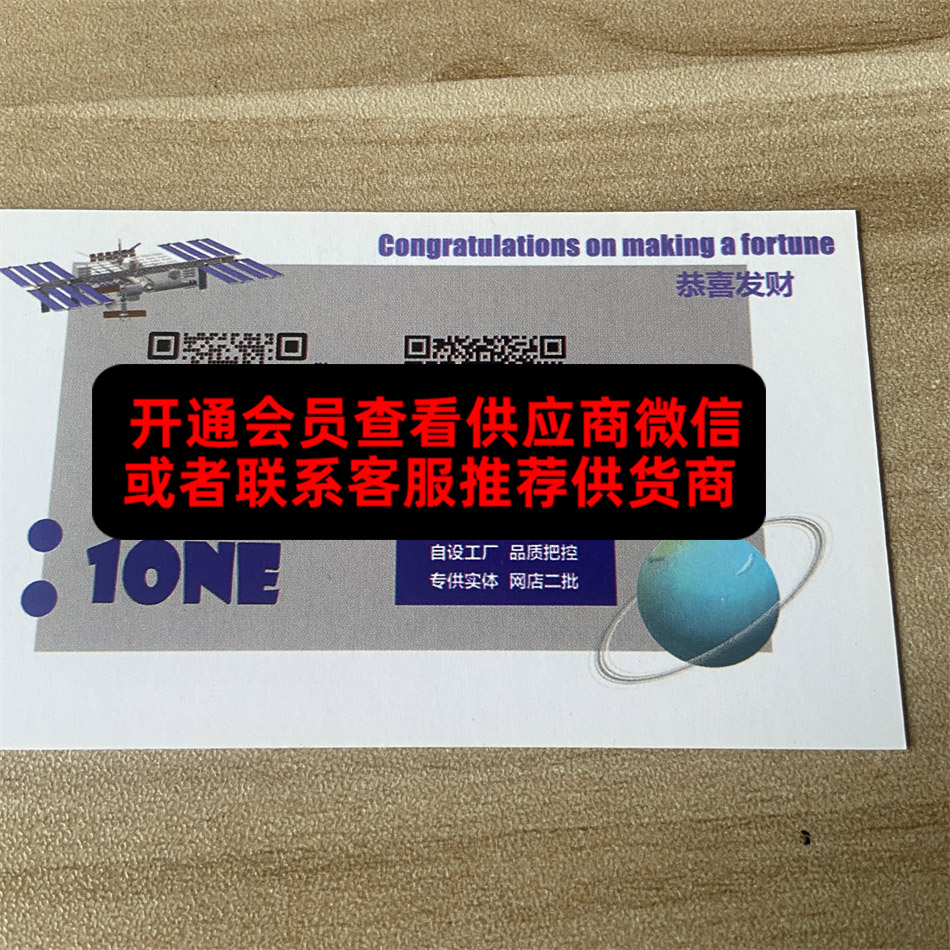 Congratulations on making a fortune
恭喜发财
开通会员查看供应商微信
或者联系客服推荐供货商
1ONE
自设工厂 品质把控
专供实体 网店二批